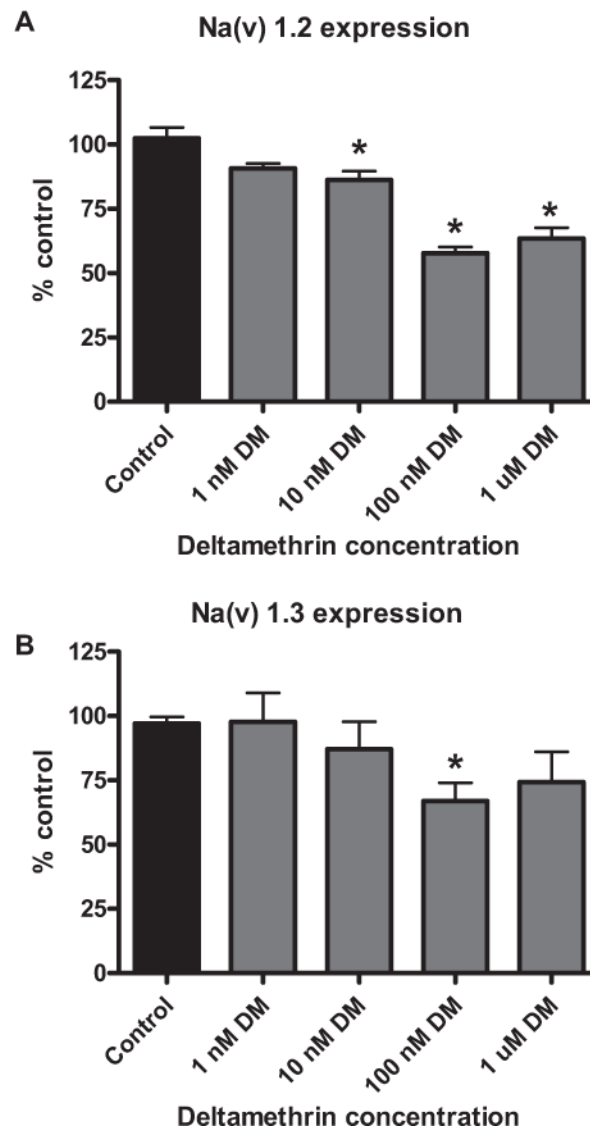 A
Na(v) 1.2 expression
125
100
75
50
25
0
% control
*
*
*
Control
1 nM DM
10 nM DM
100 nM DM
1 uM DM
Deltamethrin concentration
B
Na(v) 1.3 expression
125
100
75
50
25
0
% control
*
Control
1 nM DM
10 nM DM
100 nM DM
1 uM DM
Deltamethrin concentration